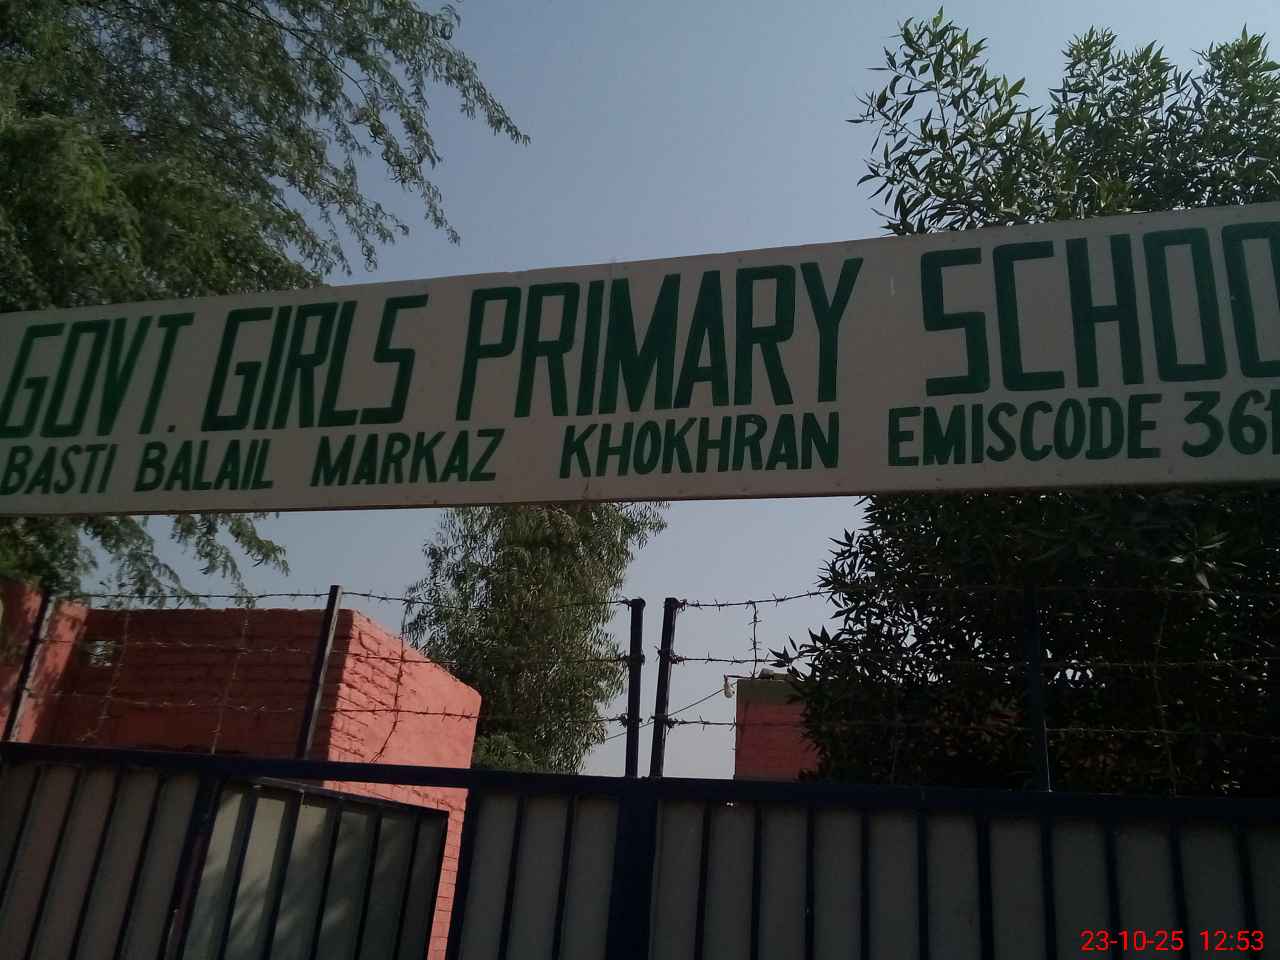 GOVT. GIRLS PRIMARY SCHOO
BASTI BALAIL MARKAZ KHOKHRAN EMISCODE 36
23-10-25 12:53